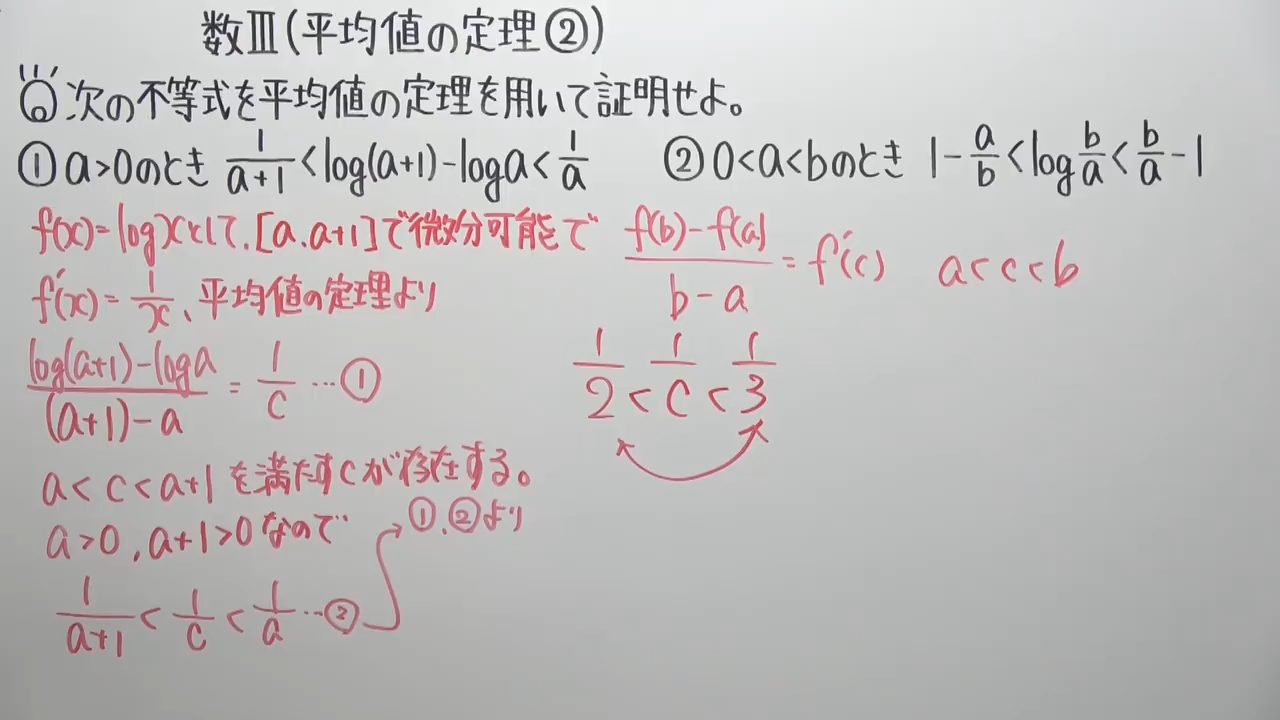 数Ⅲ(平均値の定理②)
Q 次の不等式を平均値の定理を用いて証明せよ。
① a>0のとき 1/(a+1) < log(a+1)-log a < 1/a
② 0<a<bのとき 1-a/b < log b/a < b/a -1
f(x)=log xとして、[a, a+1]で微分可能で
f'(x)=1/x、平均値の定理より
(log(a+1)-log a)/((a+1)-a) = 1/c …①
a<c<a+1を満たすcが存在する。
a>0, a+1>0なので
1/(a+1) < 1/c < 1/a …②
①、②より
(f(b)-f(a))/(b-a) = f'(c) a<c<b
1/2 < 1/c < 1/3